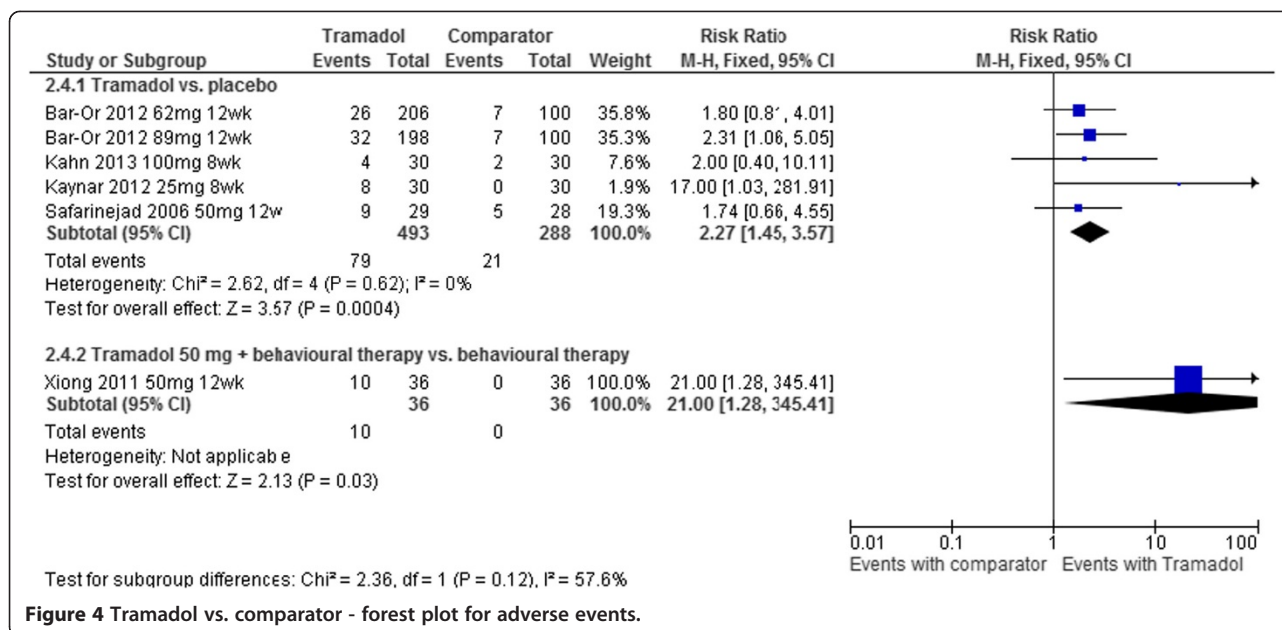 Tramadol Comparator Risk Ratio Risk Ratio
Study or Subgroup Events Total Events Total Weight M-H, Fixed, 95% CI M-H, Fixed, 95% CI
2.4.1 Tramadol vs. placebo
Bar-Or 2012 62mg 12wk 26 206 7 100 35.8% 1.80 [0.81, 4.01]
Bar-Or 2012 89mg 12wk 32 198 7 100 35.3% 2.31 [1.06, 5.05]
Kahn 2013 100mg 8wk 4 30 2 30 7.6% 2.00 [0.40, 10.11]
Kaynar 2012 25mg 8wk 8 30 0 30 1.9% 17.00 [1.03, 281.91]
Safarinejad 2006 50mg 12w 9 29 5 28 19.3% 1.74 [0.66, 4.55]
Subtotal (95% CI) 493 288 100.0% 2.27 [1.45, 3.57]
Total events 79 21
Heterogeneity: Chi² = 2.62, df = 4 (P = 0.62); I² = 0%
Test for overall effect: Z = 3.57 (P = 0.0004)
2.4.2 Tramadol 50 mg + behavioural therapy vs. behavioural therapy
Xiong 2011 50mg 12wk 10 36 0 36 100.0% 21.00 [1.28, 345.41]
Subtotal (95% CI) 36 36 100.0% 21.00 [1.28, 345.41]
Total events 10 0
Heterogeneity: Not applicable
Test for overall effect: Z = 2.13 (P = 0.03)
0.01 0.1 1 10 100
Events with comparator Events with Tramadol
Test for subgroup differences: Chi² = 2.36, df = 1 (P = 0.12), I² = 57.6%
Figure 4 Tramadol vs. comparator - forest plot for adverse events.